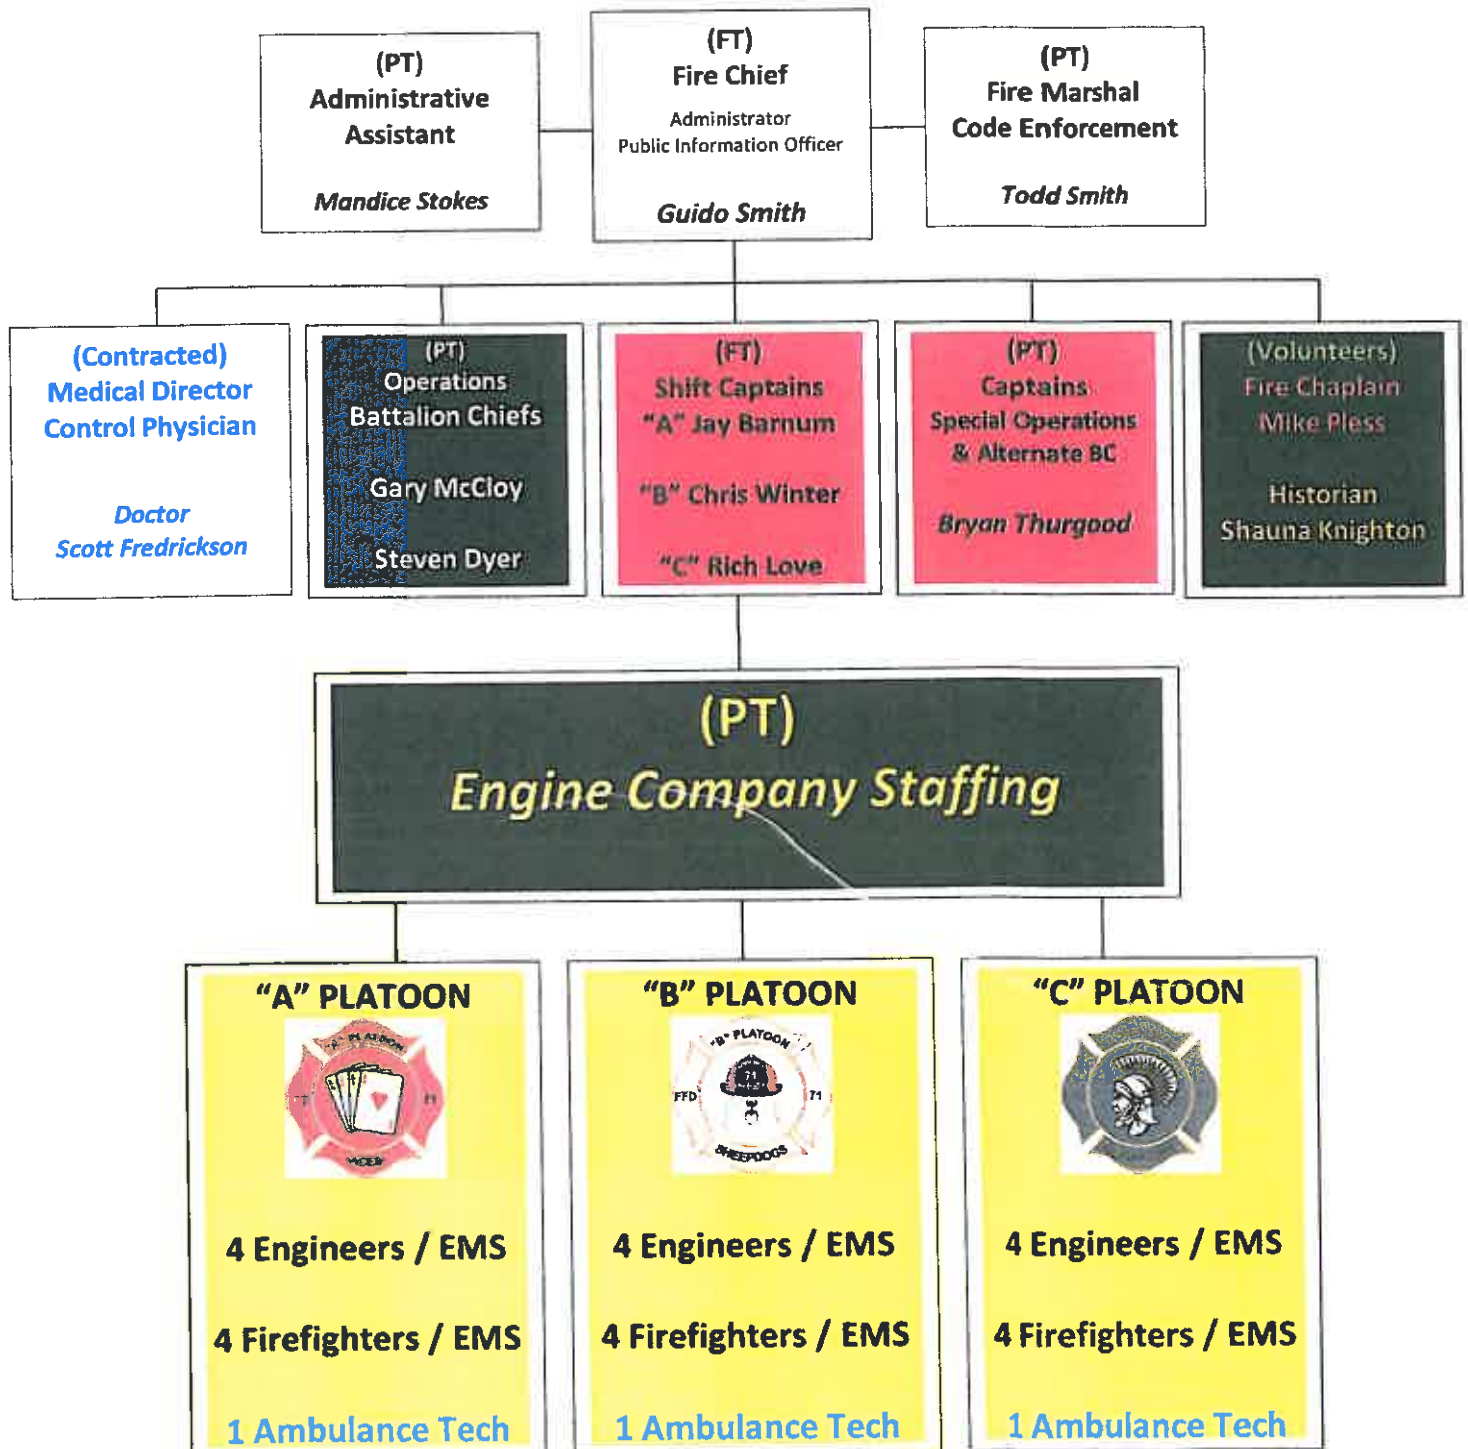 (PT)
Administrative
Assistant
Mandice Stokes
(FT)
Fire Chief
Administrator
Public Information Officer
Guido Smith
(PT)
Fire Marshal
Code Enforcement
Todd Smith
(Contracted)
Medical Director
Control Physician
Doctor
Scott Fredrickson
(PT)
Operations
Battalion Chiefs
Gary McCloy
Steven Dyer
(FT)
Shift Captains
"A" Jay Barnum
"B" Chris Winter
"C" Rich Love
(PT)
Captains
Special Operations
& Alternate BC
Bryan Thurgood
(Volunteers)
Fire Chaplain
Mike Pless
Historian
Shauna Knighton
(PT)
Engine Company Staffing
"A" PLATOON
"A" PLATOON
71
4 Engineers / EMS
4 Firefighters / EMS
1 Ambulance Tech
"B" PLATOON
"B" PLATOON
71
FFD
71
SHEEPDOGS
4 Engineers / EMS
4 Firefighters / EMS
1 Ambulance Tech
"C" PLATOON
4 Engineers / EMS
4 Firefighters / EMS
1 Ambulance Tech